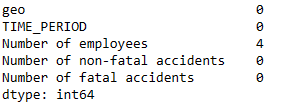 geo 0
TIME_PERIOD 0
Number of employees 4
Number of non-fatal accidents 0
Number of fatal accidents 0
dtype: int64